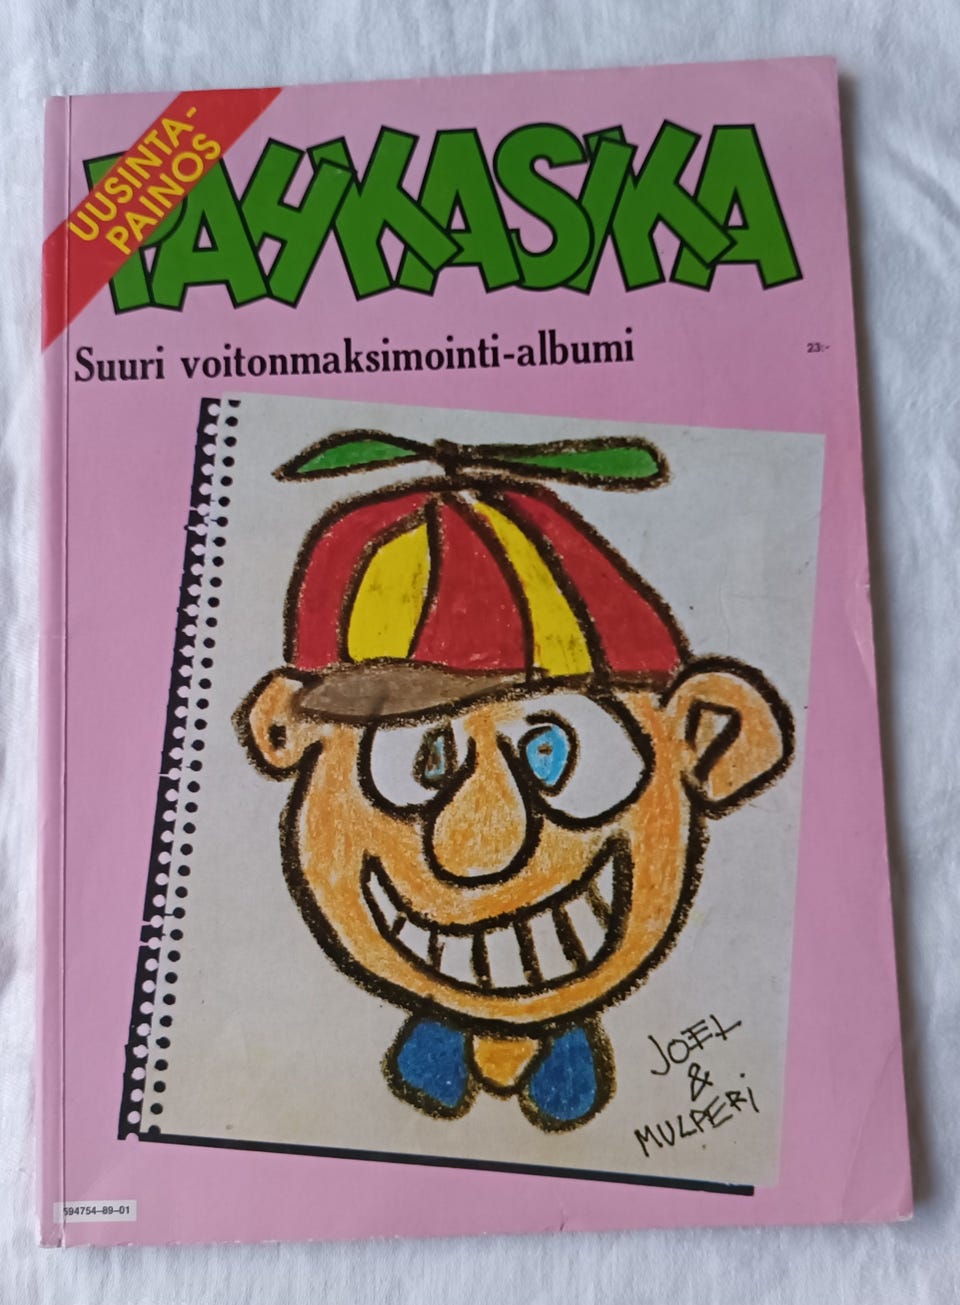 UUSINTA-
PAINOS
PAHKASIKA
Suuri voitonmaksimointi-albumi
23:-
JOEL
&
MULPERi
594754-89-01